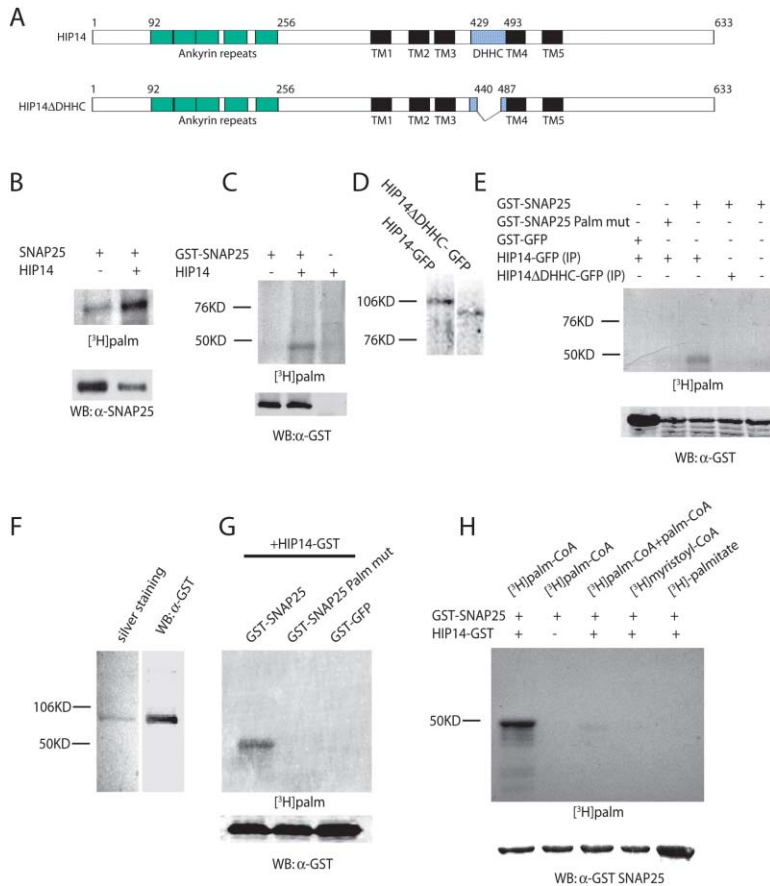 A
1 92 256 429 493 633
HIP14
Ankyrin repeats TM1 TM2 TM3 DHHC TM4 TM5
1 92 256 440 487 633
HIP14ΔDHHC
Ankyrin repeats TM1 TM2 TM3 TM4 TM5
B
SNAP25 + +
HIP14 - +
[³H]palm
WB: α-SNAP25
C
GST-SNAP25 + + -
HIP14 - + +
76KD
50KD
[³H]palm
WB:α-GST
D
HIP14-GFP
HIP14ΔDHHC-GFP
106KD
76KD
E
GST-SNAP25 - - + + +
GST-SNAP25 Palm mut - + - - -
GST-GFP + - - - -
HIP14-GFP (IP) + + + - -
HIP14ΔDHHC-GFP (IP) - - - + -
76KD
50KD
[³H]palm
WB: α-GST
F
silver staining
WB:α-GST
106KD
50KD
G
+HIP14-GST
GST-SNAP25
GST-SNAP25 Palm mut
GST-GFP
[³H]palm
WB: α-GST
H
[³H]palm-CoA
[³H]palm-CoA
[³H]palm-CoA+palm-CoA
[³H]myristoyl-CoA
[³H]-palmitate
GST-SNAP25 + + + + +
HIP14-GST + - + + +
50KD
[³H]palm
WB: α-GST SNAP25